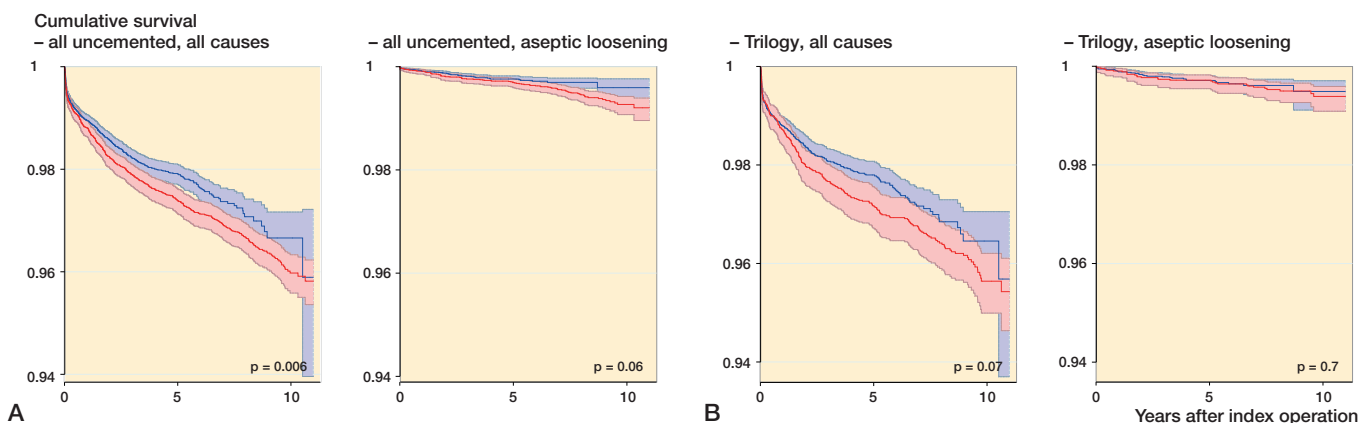 Cumulative survival
– all uncemented, all causes
– all uncemented, aseptic loosening
– Trilogy, all causes
– Trilogy, aseptic loosening
1
0.98
0.96
0.94
0
5
10
p = 0.006
1
0.98
0.96
0.94
0
5
10
p = 0.06
1
0.98
0.96
0.94
0
5
10
p = 0.07
1
0.98
0.96
0.94
0
5
10
p = 0.7
A
B
Years after index operation